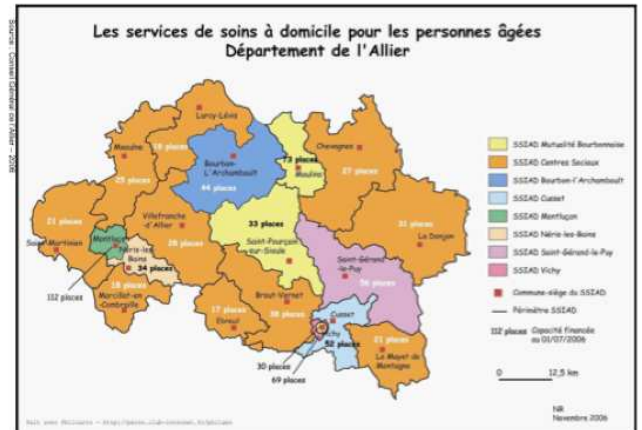 Les services de soins à domicile pour les personnes âgées
Département de l'Allier
Source : Conseil Général de l'Allier - 2006
Lurcy-Lévis
Bourbon-
L'Archambault
44 places
73 places
Moulins
Chevagnes
27 places
25 places
21 places
Villefranche
-d'Allier
28 places
33 places
Saint-Pourçain
-sur-Sioule
31 places
Le Donjon
Néris-les
Bains
34 places
112 places
18 places
Marcillat-en
-Combraille
17 places
Ebreuil
Brout-Vernet
38 places
Saint-Gérand
-le-Puy
56 places
Cusset
Vichy
52 places
30 places
69 places
21 places
Le Mayet de
Montagne
SSIAD Mutualité Bourbonnaise
SSIAD Centres Sociaux
SSIAD Bourbon-l'Archambault
SSIAD Cusset
SSIAD Montluçon
SSIAD Néris-les-Bains
SSIAD Saint-Gérand-le-Puy
SSIAD Vichy
Commune-siège du SSIAD
Périmètre SSIAD
112 places Capacité financée
au 01/07/2006
0 12,5 km
NR
Novembre 2006